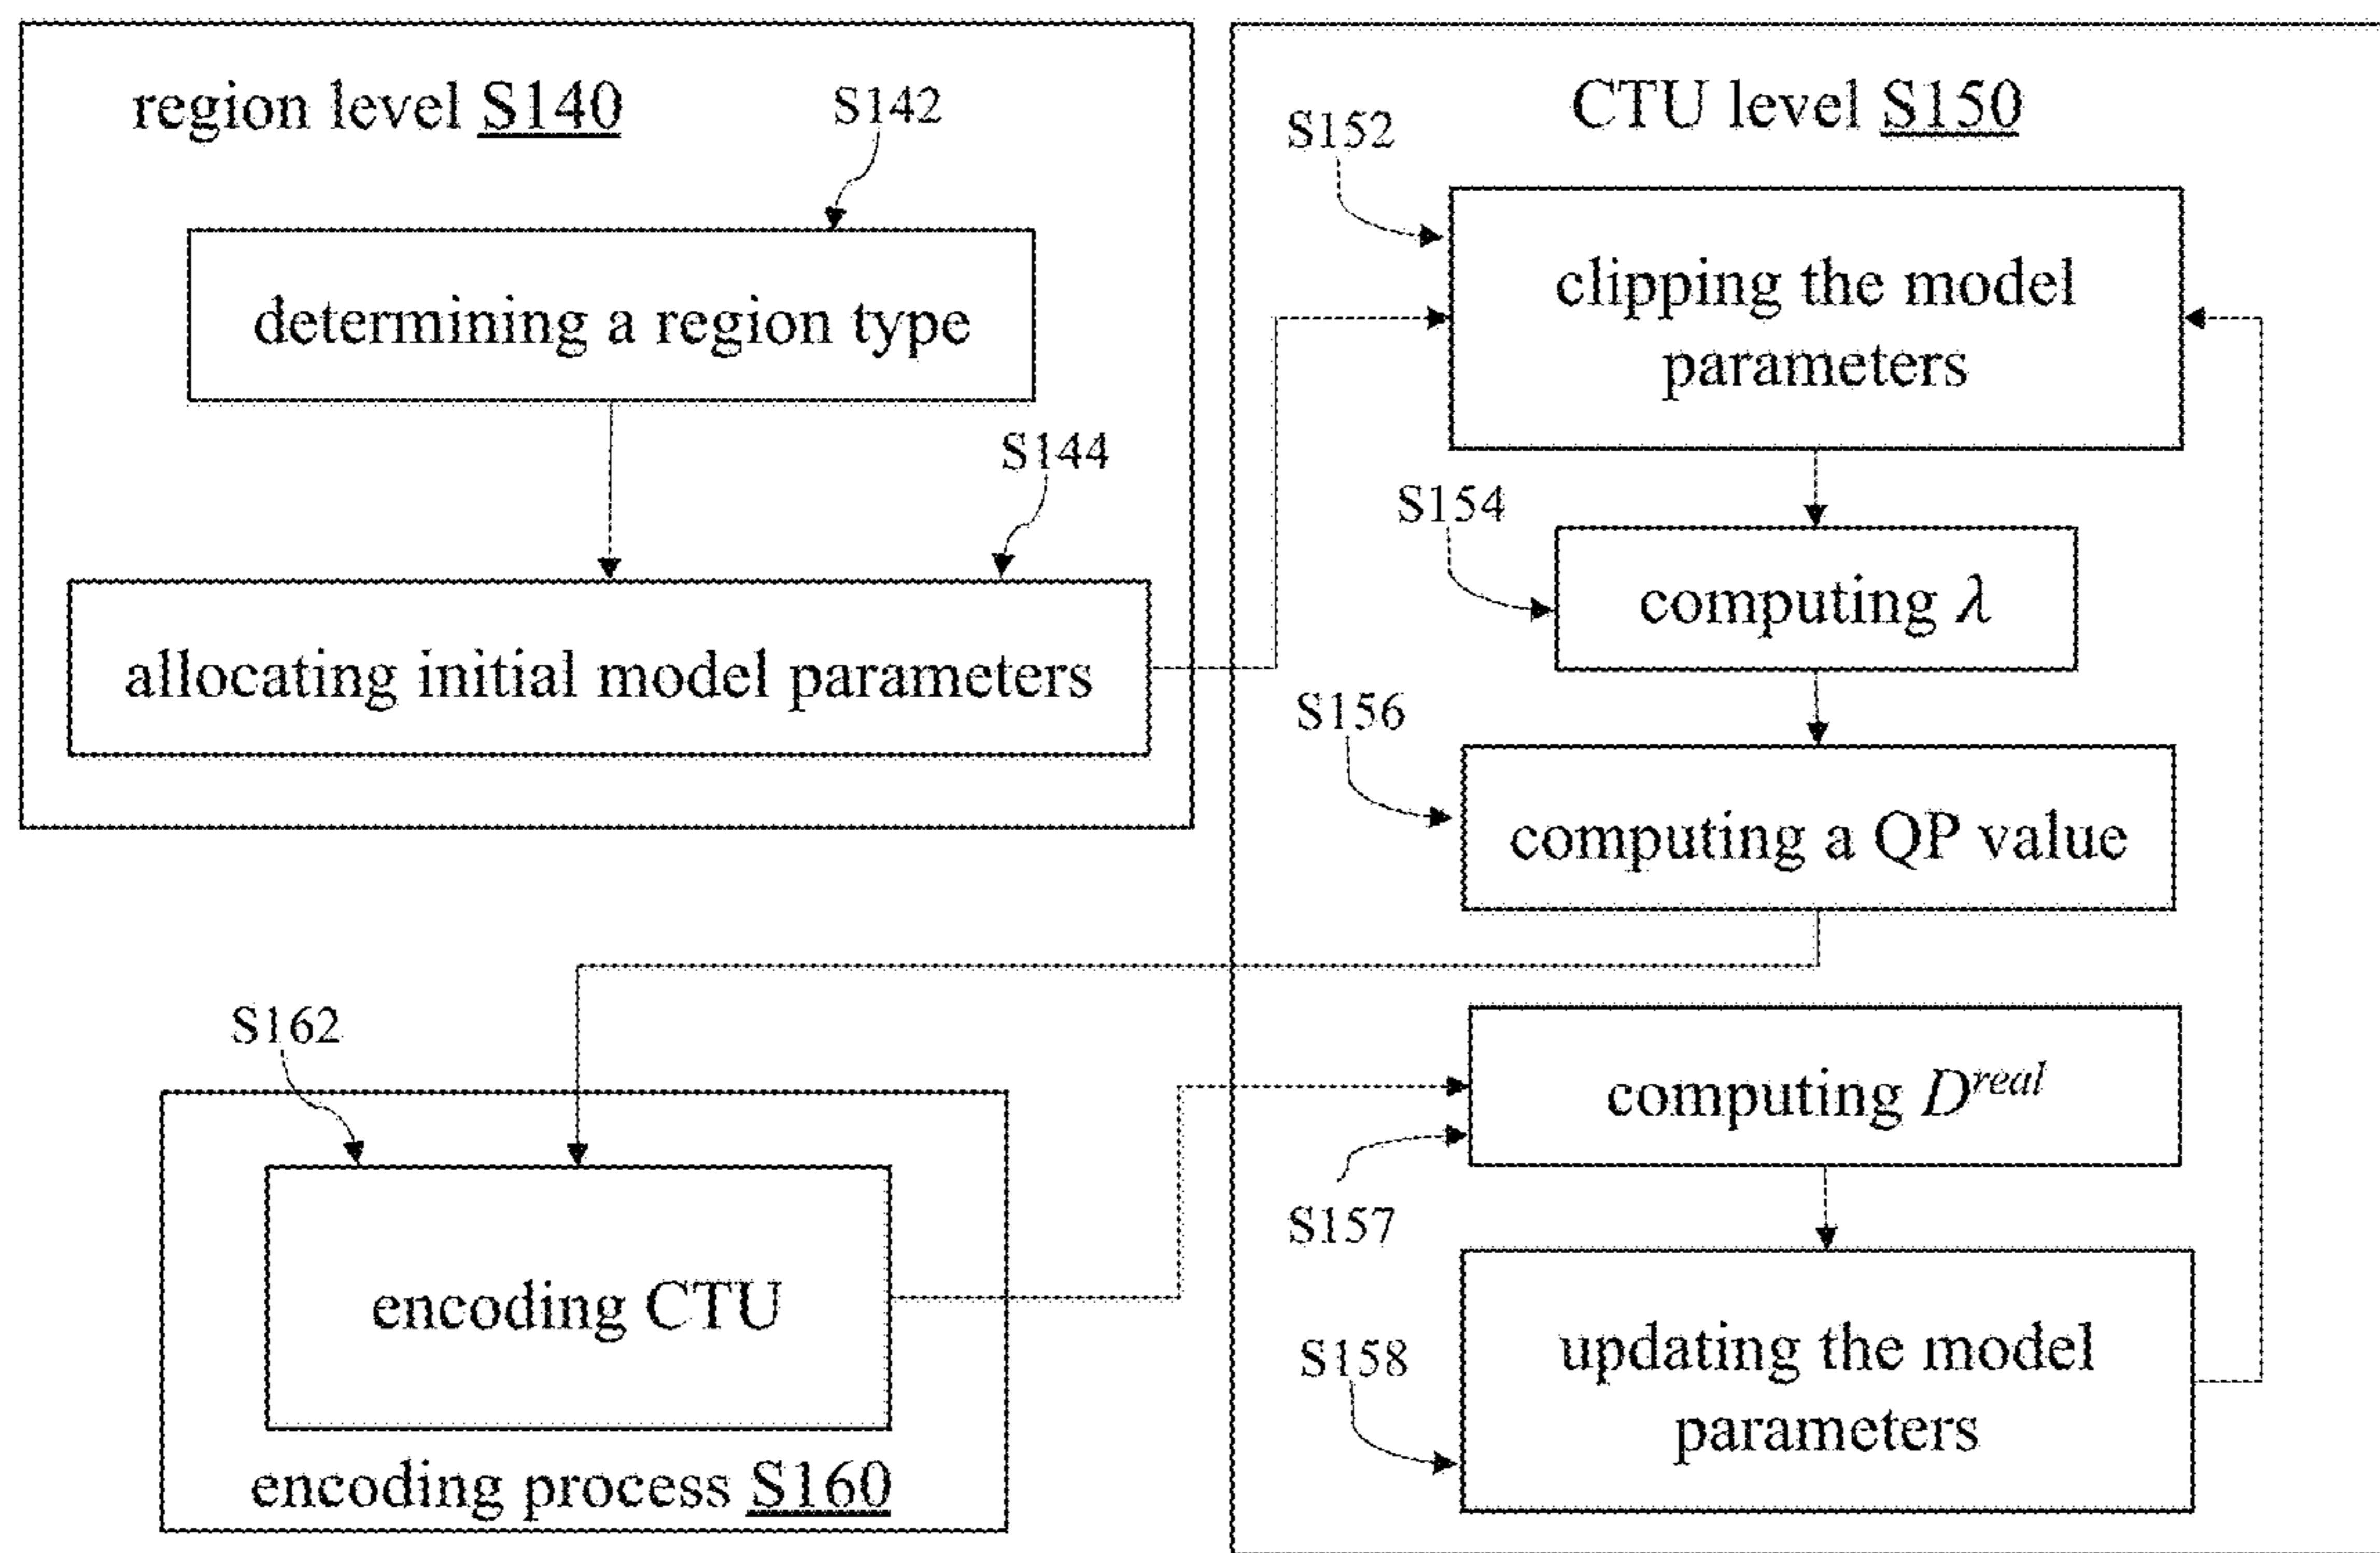 region level S140
S142
determining a region type
S144
allocating initial model parameters
CTU level S150
S152
clipping the model
parameters
S154
computing λ
S156
computing a QP value
S162
encoding CTU
encoding process S160
computing D^real
S157
S158
updating the model
parameters